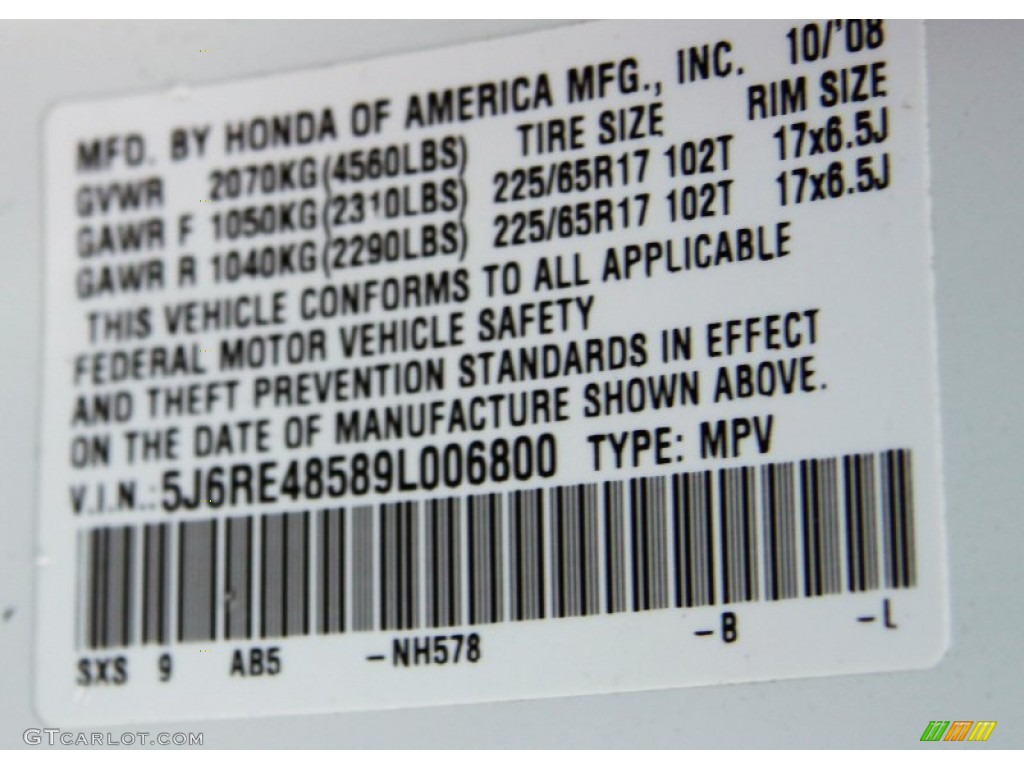 MFD. BY HONDA OF AMERICA MFG., INC. 10/'08
GVWR 2070KG(4560LBS) TIRE SIZE RIM SIZE
GAWR F 1050KG(2310LBS) 225/65R17 102T 17x6.5J
GAWR R 1040KG(2290LBS) 225/65R17 102T 17x6.5J
THIS VEHICLE CONFORMS TO ALL APPLICABLE
FEDERAL MOTOR VEHICLE SAFETY
AND THEFT PREVENTION STANDARDS IN EFFECT
ON THE DATE OF MANUFACTURE SHOWN ABOVE.
V.I.N.: 5J6RE48589L006800 TYPE: MPV
SXS 9 AB5 -NH578 -B -L
GTCARLOT.COM